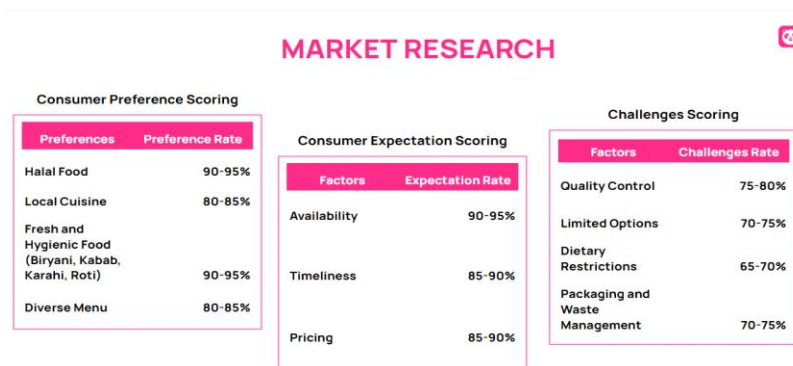 MARKET RESEARCH
Consumer Preference Scoring
Preferences Preference Rate
Halal Food 90-95%
Local Cuisine 80-85%
Fresh and
Hygienic Food
(Biryani, Kabab,
Karahi, Roti) 90-95%
Diverse Menu 80-85%
Consumer Expectation Scoring
Factors Expectation Rate
Availability 90-95%
Timeliness 85-90%
Pricing 85-90%
Challenges Scoring
Factors Challenges Rate
Quality Control 75-80%
Limited Options 70-75%
Dietary
Restrictions 65-70%
Packaging and
Waste
Management 70-75%